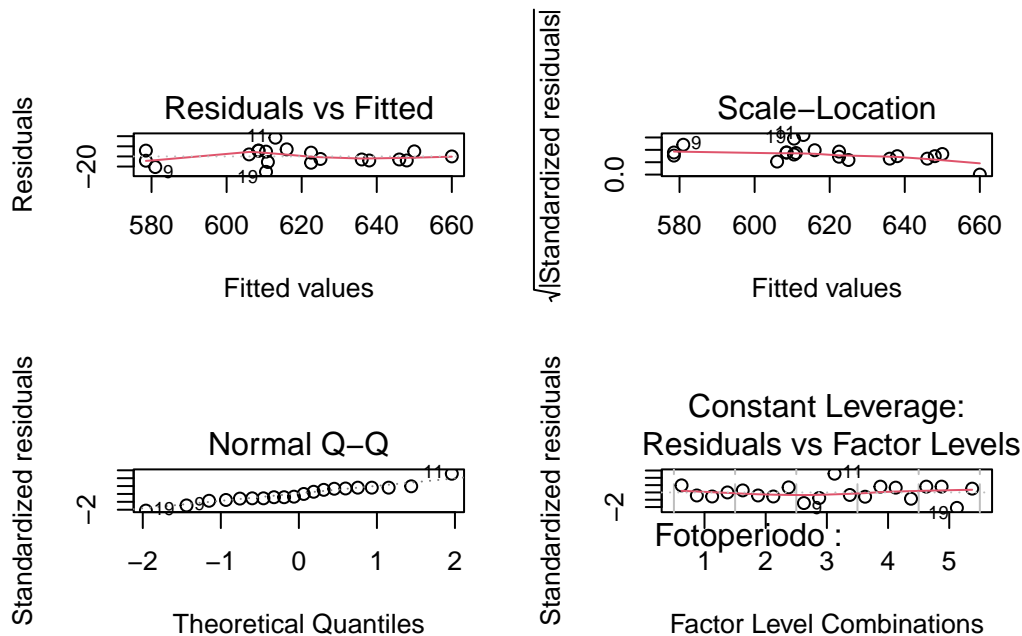 Residuals vs Fitted
Residuals
−20
11
9
19
580 600 620 640 660
Fitted values
Scale−Location
√|Standardized residuals|
0.0
11
19
9
580 600 620 640 660
Fitted values
Normal Q−Q
Standardized residuals
−2
11
19
9
−2 −1 0 1 2
Theoretical Quantiles
Constant Leverage:
Residuals vs Factor Levels
Standardized residuals
−2
11
9
19
Fotoperiodo :
1 2 3 4 5
Factor Level Combinations